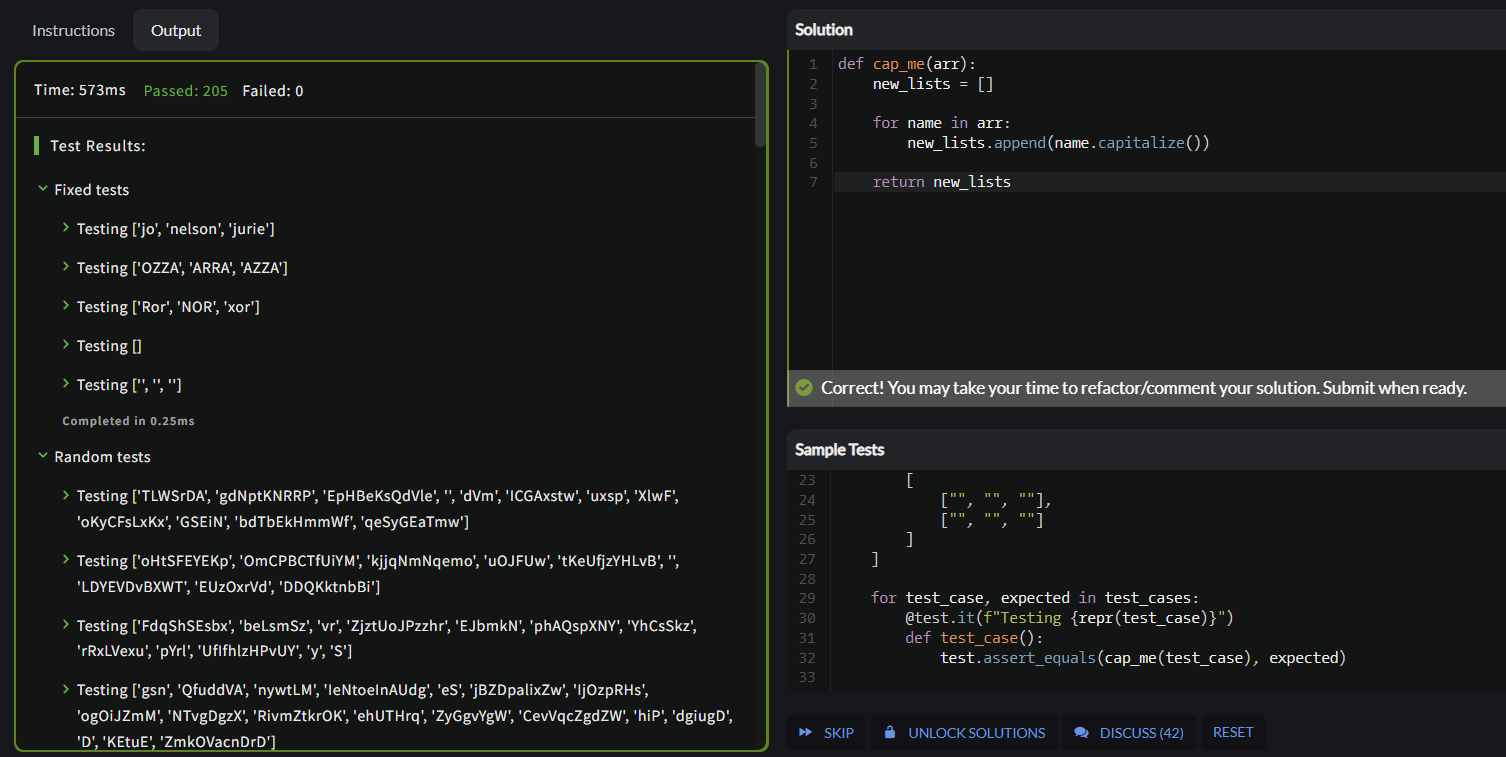 Instructions
Output
Time: 573ms Passed: 205 Failed: 0
Test Results:
Fixed tests
Testing ['jo', 'nelson', 'jurie']
Testing ['OZZA', 'ARRA', 'AZZA']
Testing ['Ror', 'NOR', 'xor']
Testing []
Testing ['', '', '']
Completed in 0.25ms
Random tests
Testing ['TLWSrDA', 'gdNptKNRRP', 'EpHBeKsQdVle', '', 'dVm', 'ICGAxstw', 'uxsp', 'XlwF',
'oKyCFsLxKx', 'GSEiN', 'bdTbEkHmmWf', 'qeSyGEaTmw']
Testing ['oHtSFEYEKp', 'OmCPBCTfUiYM', 'kjjqNmNqemo', 'uOJFUw', 'tKeUfjzYHLvB', '',
'LDYEVDvBXWT', 'EUzOxrVd', 'DDQKktnbBi']
Testing ['FdqShSEsbx', 'beLsmSz', 'vr', 'ZjztUoJPzzhr', 'EJbmkN', 'phAQspXNY', 'YhCsSkz',
'rRxLVexu', 'pYrl', 'UfIfhlzHPvUY', 'y', 'S']
Testing ['gsn', 'QfuddVA', 'nywtLM', 'IeNtoeInAUdg', 'eS', 'jBZDpalixZw', 'IjOzpRHs',
'ogOiJZmM', 'NTvgDgzX', 'RivmZtkrOK', 'ehUTHrq', 'ZyGgvYgW', 'CevVqcZgdZW', 'hiP', 'dgiugD',
'D', 'KEtuE', 'ZmkOVacnDrD']
Solution
1 def cap_me(arr):
2 new_lists = []
3
4 for name in arr:
5 new_lists.append(name.capitalize())
6
7 return new_lists
Correct! You may take your time to refactor/comment your solution. Submit when ready.
Sample Tests
23 [
24 ["", "", ""],
25 ["", "", ""]
26 ]
27 ]
28
29 for test_case, expected in test_cases:
30 @test.it(f"Testing {repr(test_case)}")
31 def test_case():
32 test.assert_equals(cap_me(test_case), expected)
33
SKIP
UNLOCK SOLUTIONS
DISCUSS (42)
RESET